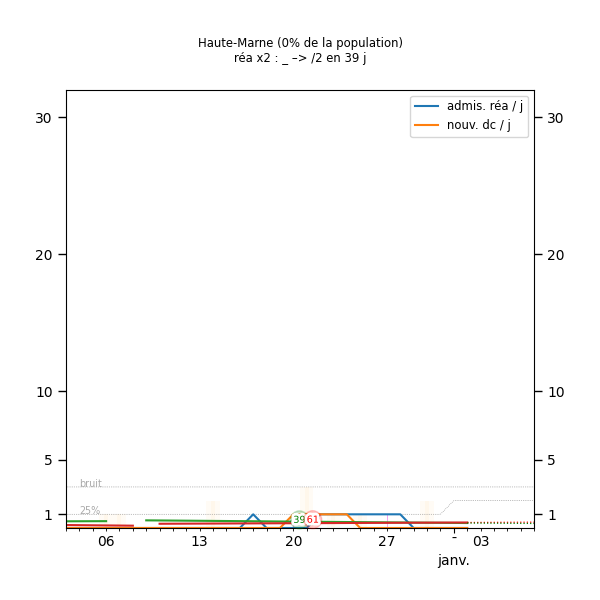 Haute-Marne (0% de la population)
réa x2 : _ –> /2 en 39 j
admis. réa / j
nouv. dc / j
30 30
20 20
10 10
5 5
bruit
25%
1 1
39 61
06 13 20 27 - 03
janv.